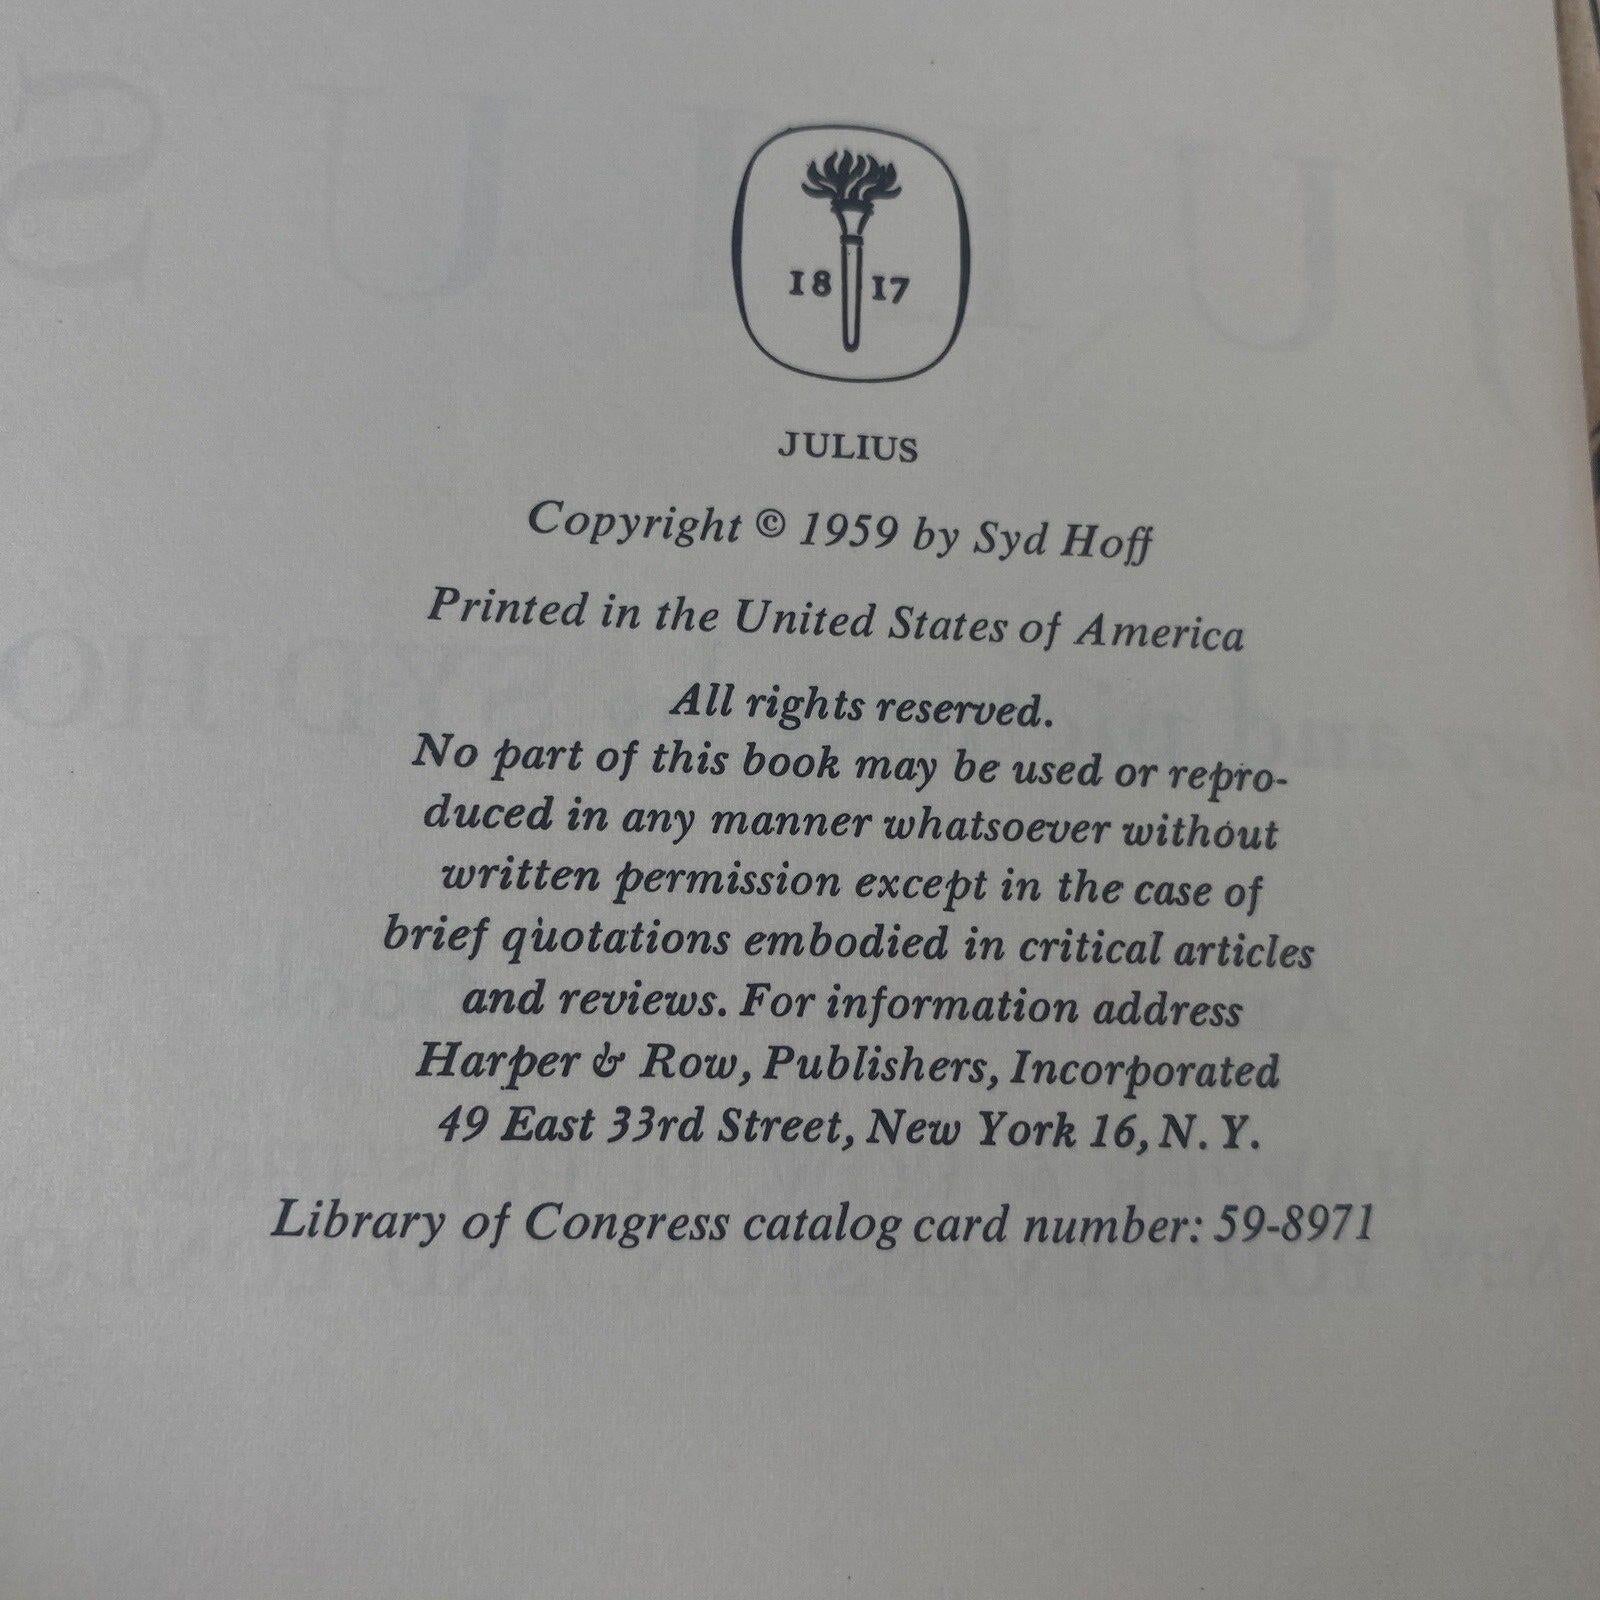 18 17
JULIUS
Copyright © 1959 by Syd Hoff
Printed in the United States of America
All rights reserved.
No part of this book may be used or repro-
duced in any manner whatsoever without
written permission except in the case of
brief quotations embodied in critical articles
and reviews. For information address
Harper & Row, Publishers, Incorporated
49 East 33rd Street, New York 16, N. Y.
Library of Congress catalog card number: 59-8971